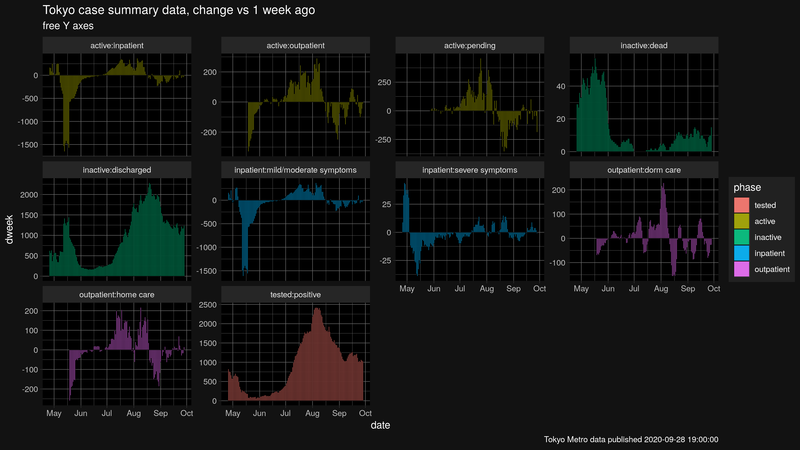 Tokyo case summary data, change vs 1 week ago
free Y axes
active:inpatient
active:outpatient
active:pending
inactive:dead
0
-500
-1000
-1500
200
0
-200
250
0
-250
40
20
0
inactive:discharged
inpatient:mild/moderate symptoms
inpatient:severe symptoms
outpatient:dorm care
2000
1500
1000
500
0
0
-500
-1000
-1500
25
0
-25
200
100
0
-100
May Jun Jul Aug Sep Oct
May Jun Jul Aug Sep Oct
outpatient:home care
tested:positive
200
100
0
-100
-200
2500
2000
1500
1000
500
0
May Jun Jul Aug Sep Oct
May Jun Jul Aug Sep Oct
dweek
date
phase
tested
active
inactive
inpatient
outpatient
Tokyo Metro data published 2020-09-28 19:00:00